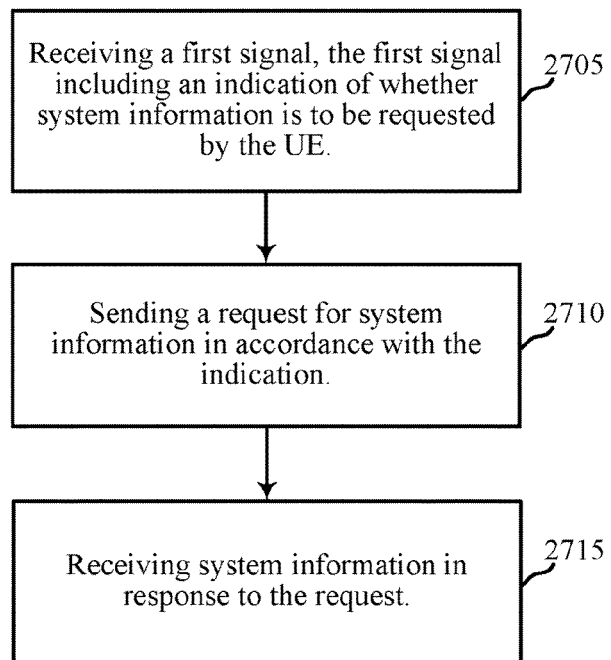 Receiving a first signal, the first signal
including an indication of whether
system information is to be requested
by the UE.
2705
Sending a request for system
information in accordance with the
indication.
2710
Receiving system information in
response to the request.
2715